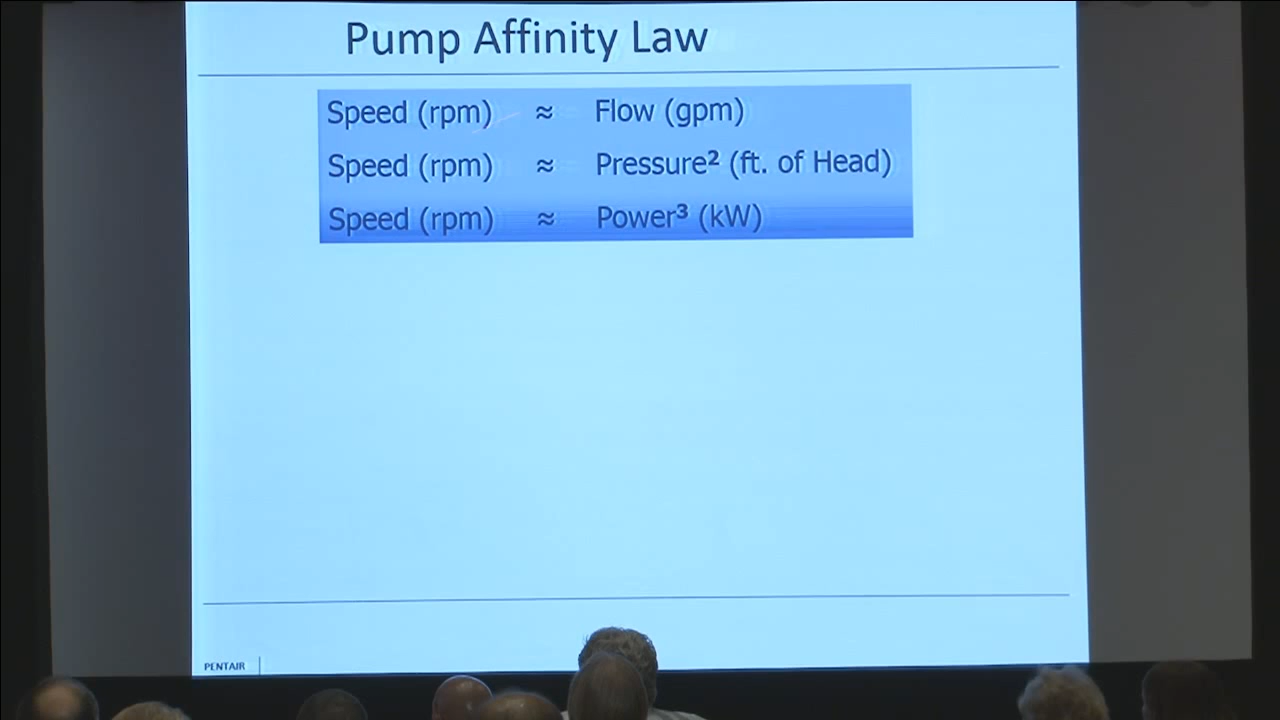 Pump Affinity Law
Speed (rpm) ≈ Flow (gpm)
Speed (rpm) ≈ Pressure² (ft. of Head)
Speed (rpm) ≈ Power³ (kW)
PENTAIR